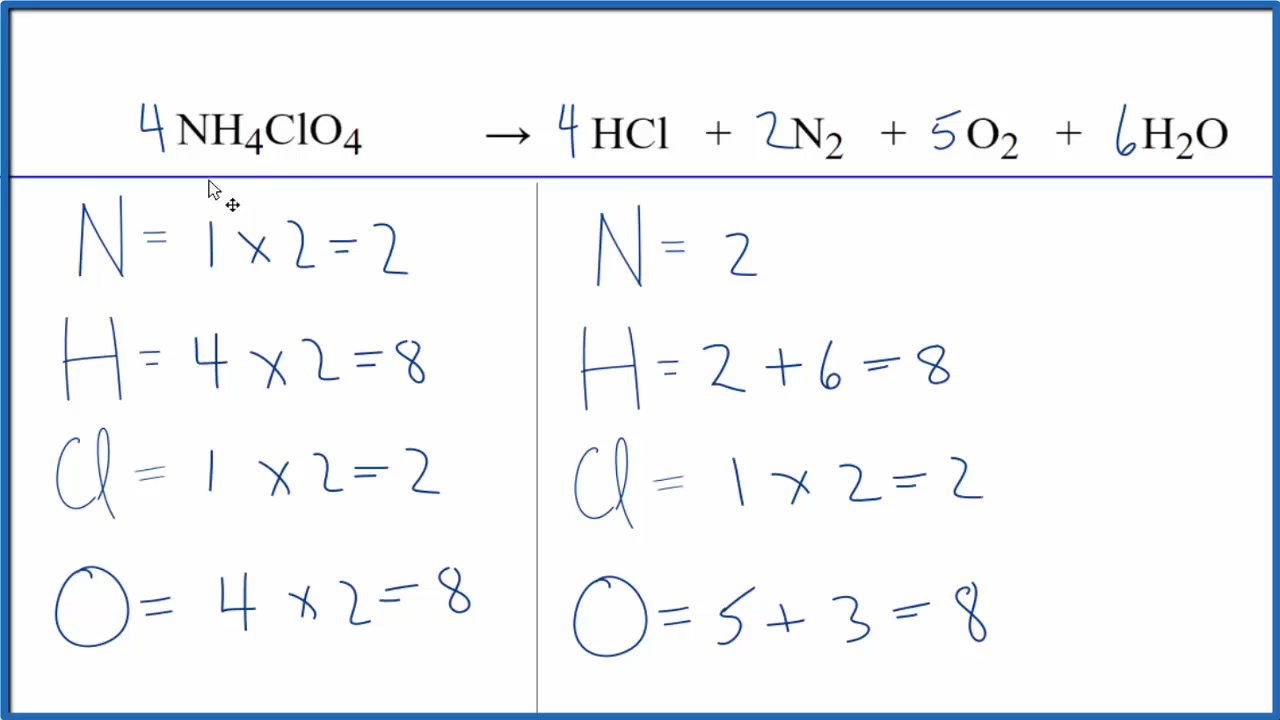 4 NH₄ClO₄ → 4 HCl + 2 N₂ + 5 O₂ + 6 H₂O
N = 1 x 2 = 2
H = 4 x 2 = 8
Cl = 1 x 2 = 2
O = 4 x 2 = 8
N = 2
H = 2 + 6 = 8
Cl = 1 x 2 = 2
O = 5 + 3 = 8